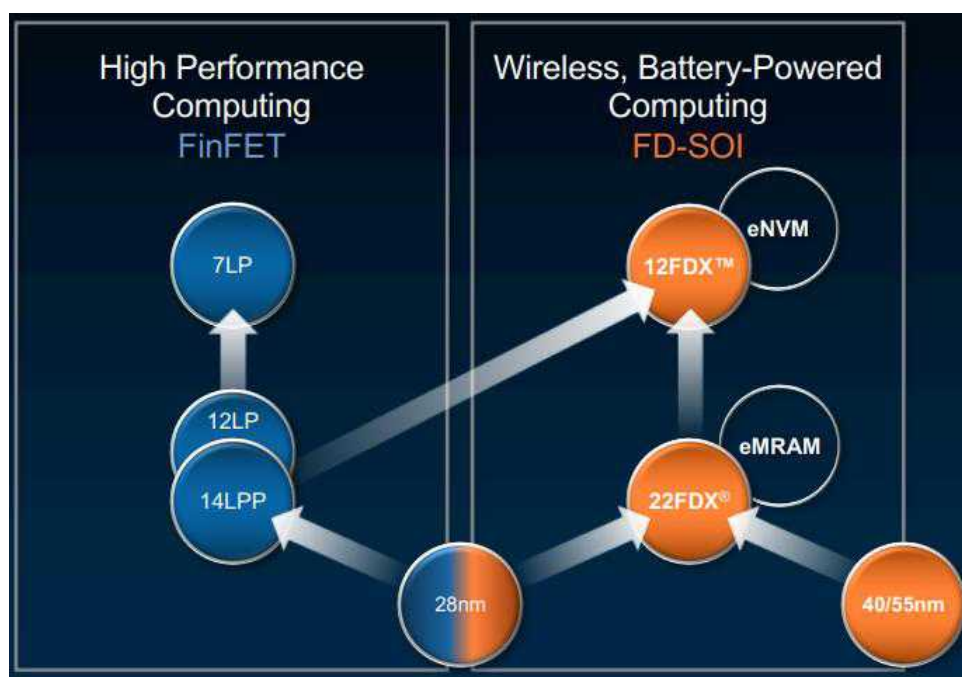 High Performance
Computing
FinFET
7LP
12LP
14LPP
28nm
Wireless, Battery-Powered
Computing
FD-SOI
eNVM
12FDX™
eMRAM
22FDX®
40/55nm